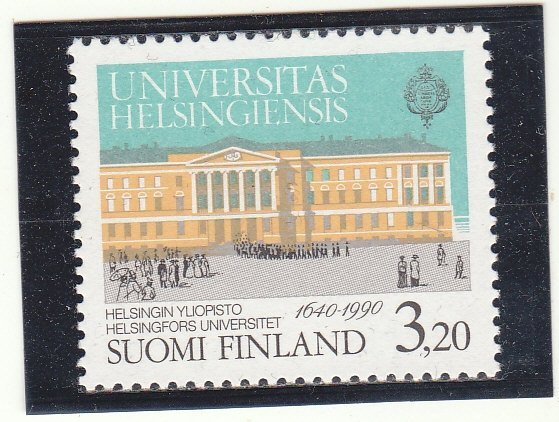 UNIVERSITAS
HELSINGIENSIS
HELSINGIN YLIOPISTO
HELSINGFORS UNIVERSITET
1640-1990
SUOMI FINLAND
3,20